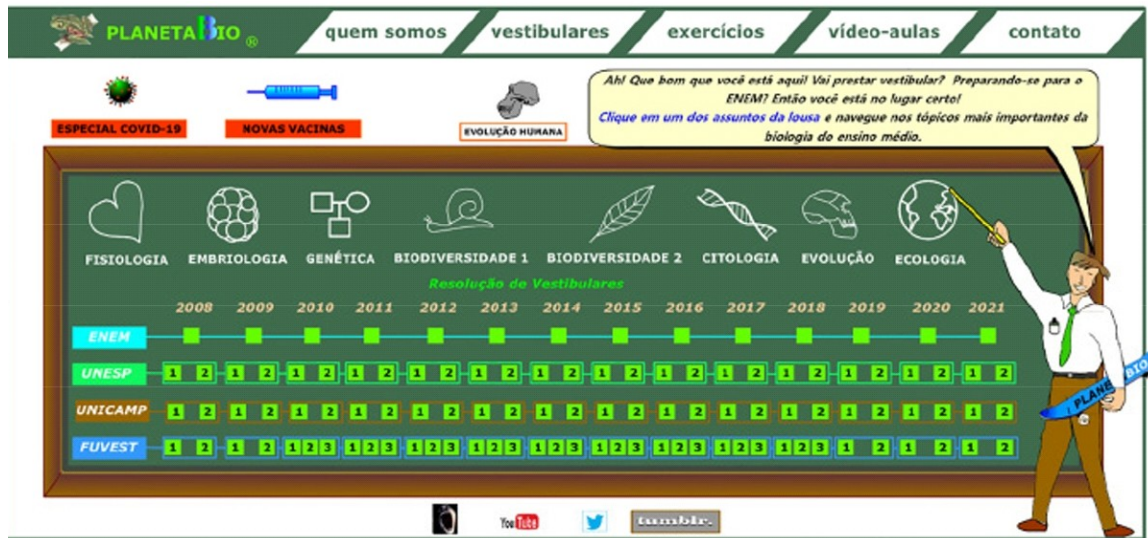 PLANETABIO ®
quem somos
vestibulares
exercícios
vídeo-aulas
contato
ESPECIAL COVID-19
NOVAS VACINAS
EVOLUÇÃO HUMANA
Ah! Que bom que você está aqui! Vai prestar vestibular? Preparando-se para o
ENEM? Então você está no lugar certo!
Clique em um dos assuntos da lousa e navegue nos tópicos mais importantes da
biologia do ensino médio.
FISIOLOGIA EMBRIOLOGIA GENÉTICA BIODIVERSIDADE 1 BIODIVERSIDADE 2 CITOLOGIA EVOLUÇÃO ECOLOGIA
Resolução de Vestibulares
2008 2009 2010 2011 2012 2013 2014 2015 2016 2017 2018 2019 2020 2021
ENEM
UNESP 1 2 1 2 1 2 1 2 1 2 1 2 1 2 1 2 1 2 1 2 1 2 1 2 1 2 1 2
UNICAMP 1 2 1 2 1 2 1 2 1 2 1 2 1 2 1 2 1 2 1 2 1 2 1 2 1 2 1 2
FUVEST 1 2 1 2 1 2 3 1 2 3 1 2 3 1 2 3 1 2 3 1 2 3 1 2 3 1 2 3 1 2 3 1 2 1 2 1 2
PLANE BIO
YouTube
tumblr.